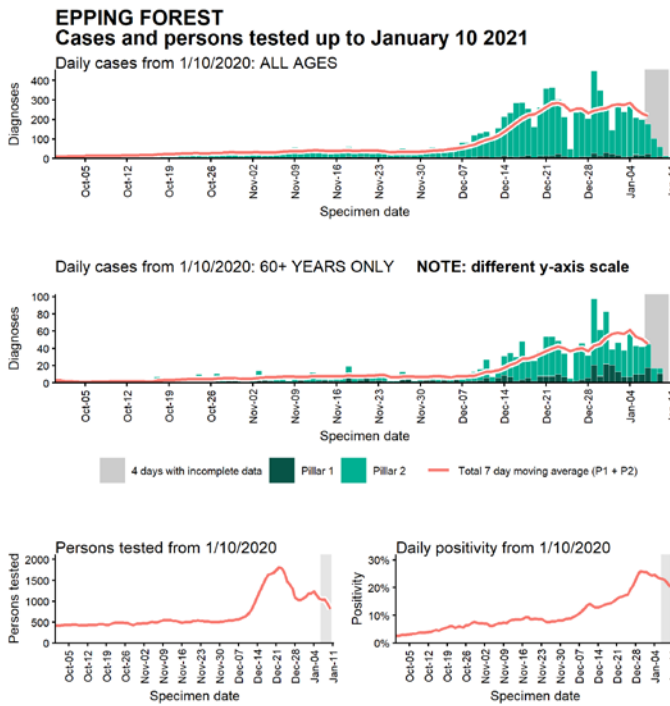 EPPING FOREST
Cases and persons tested up to January 10 2021
Daily cases from 1/10/2020: ALL AGES
Diagnoses
400
300
200
100
0
Oct-05 Oct-12 Oct-19 Oct-26 Nov-02 Nov-09 Nov-16 Nov-23 Nov-30 Dec-07 Dec-14 Dec-21 Dec-28 Jan-04
Specimen date
Daily cases from 1/10/2020: 60+ YEARS ONLY NOTE: different y-axis scale
Diagnoses
100
80
60
40
20
0
Oct-05 Oct-12 Oct-19 Oct-26 Nov-02 Nov-09 Nov-16 Nov-23 Nov-30 Dec-07 Dec-14 Dec-21 Dec-28 Jan-04
Specimen date
4 days with incomplete data Pillar 1 Pillar 2 Total 7 day moving average (P1 + P2)
Persons tested from 1/10/2020
Persons tested
2000
1500
1000
500
0
Oct-05 Oct-12 Oct-19 Oct-26 Nov-02 Nov-09 Nov-16 Nov-23 Nov-30 Dec-07 Dec-14 Dec-21 Dec-28 Jan-04 Jan-11
Specimen date
Daily positivity from 1/10/2020
Positivity
30%
20%
10%
0%
Oct-05 Oct-12 Oct-19 Oct-26 Nov-02 Nov-09 Nov-16 Nov-23 Nov-30 Dec-07 Dec-14 Dec-21 Dec-28 Jan-04
Specimen date